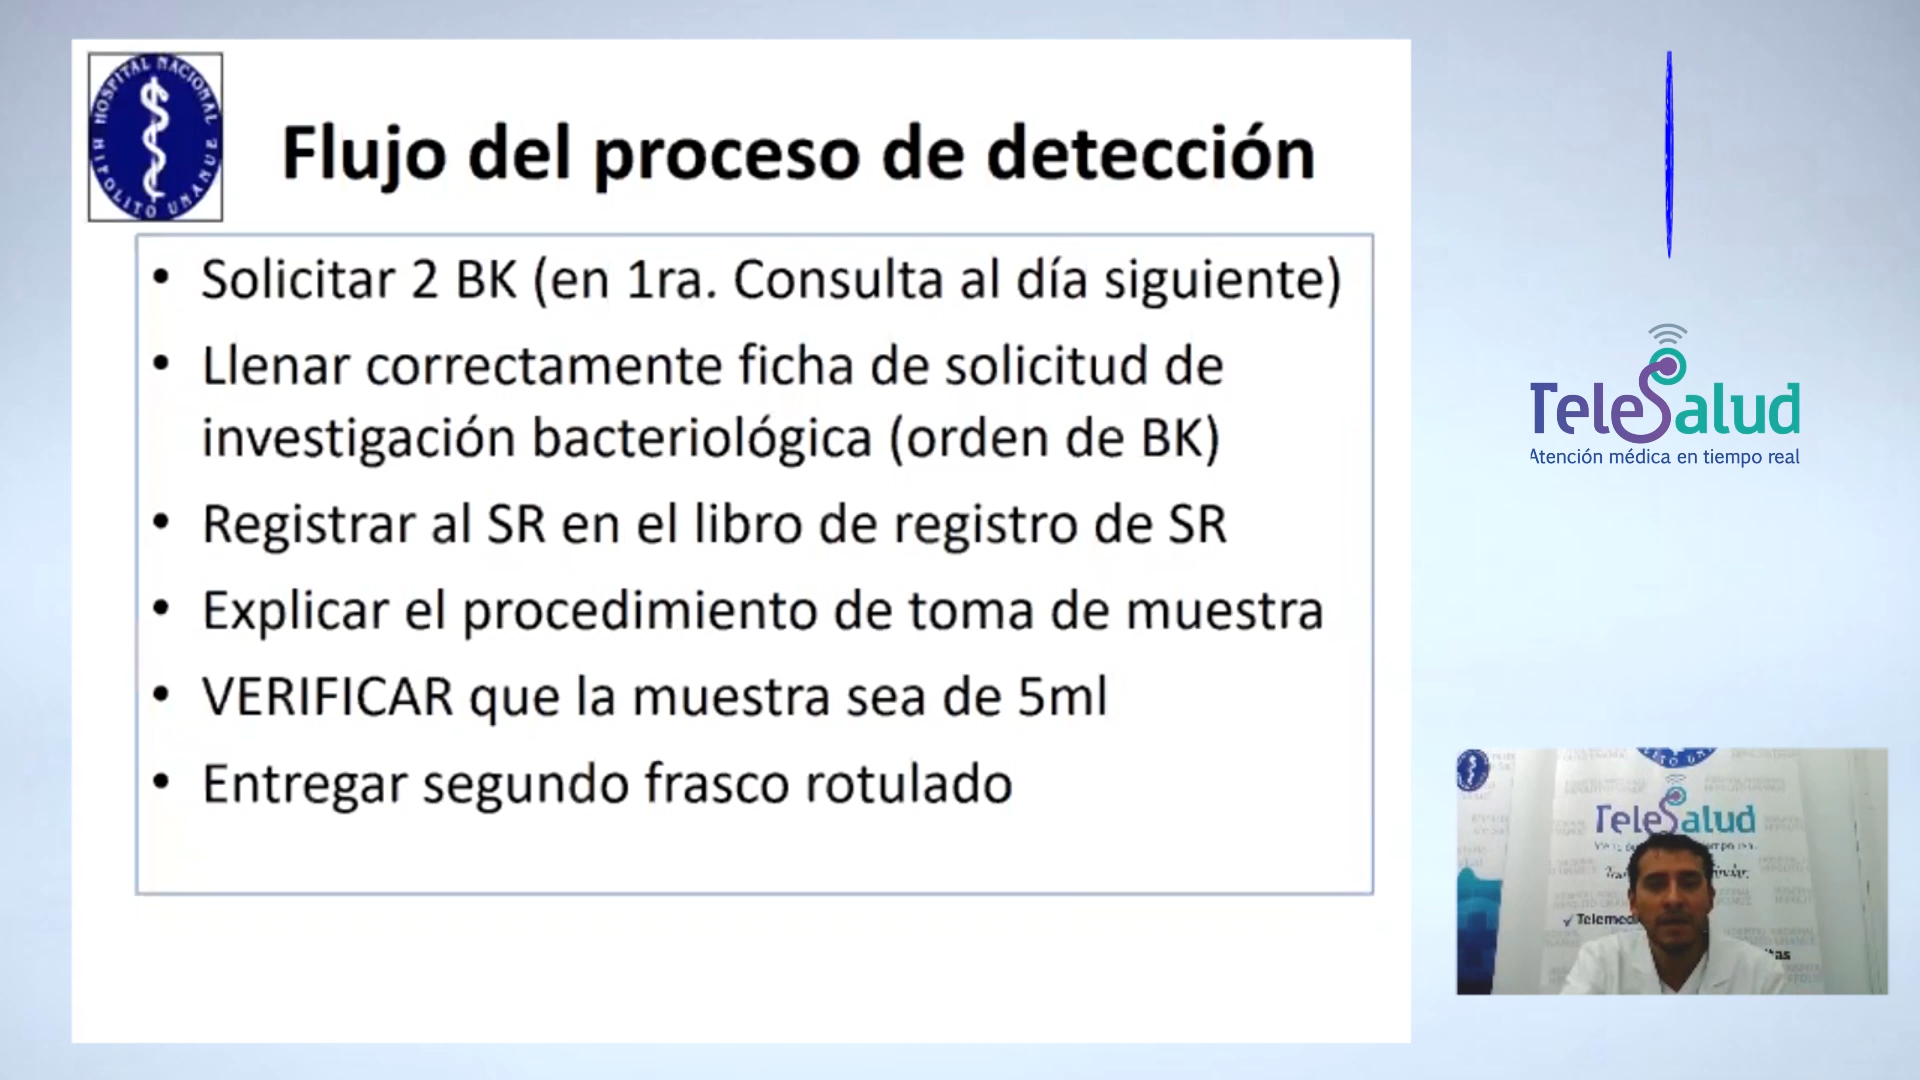 HOSPITAL NACIONAL
HIPOLITO UNANUE
Flujo del proceso de detección
• Solicitar 2 BK (en 1ra. Consulta al día siguiente)
• Llenar correctamente ficha de solicitud de
investigación bacteriológica (orden de BK)
• Registrar al SR en el libro de registro de SR
• Explicar el procedimiento de toma de muestra
• VERIFICAR que la muestra sea de 5ml
• Entregar segundo frasco rotulado
TeleSalud
Atención médica en tiempo real
TeleSalud